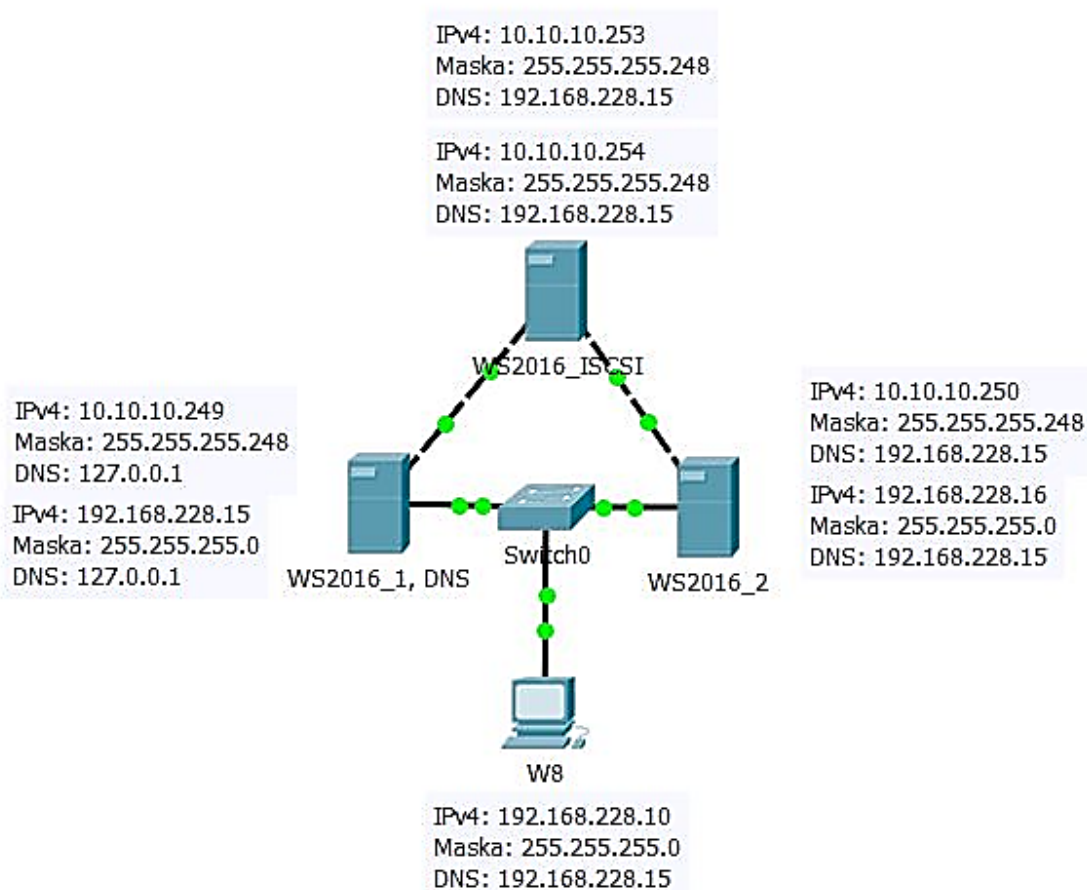 IPv4: 10.10.10.253
Maska: 255.255.255.248
DNS: 192.168.228.15
IPv4: 10.10.10.254
Maska: 255.255.255.248
DNS: 192.168.228.15
WS2016_ISCSI
IPv4: 10.10.10.249
Maska: 255.255.255.248
DNS: 127.0.0.1
IPv4: 192.168.228.15
Maska: 255.255.255.0
DNS: 127.0.0.1
WS2016_1, DNS
Switch0
IPv4: 10.10.10.250
Maska: 255.255.255.248
DNS: 192.168.228.15
IPv4: 192.168.228.16
Maska: 255.255.255.0
DNS: 192.168.228.15
WS2016_2
W8
IPv4: 192.168.228.10
Maska: 255.255.255.0
DNS: 192.168.228.15